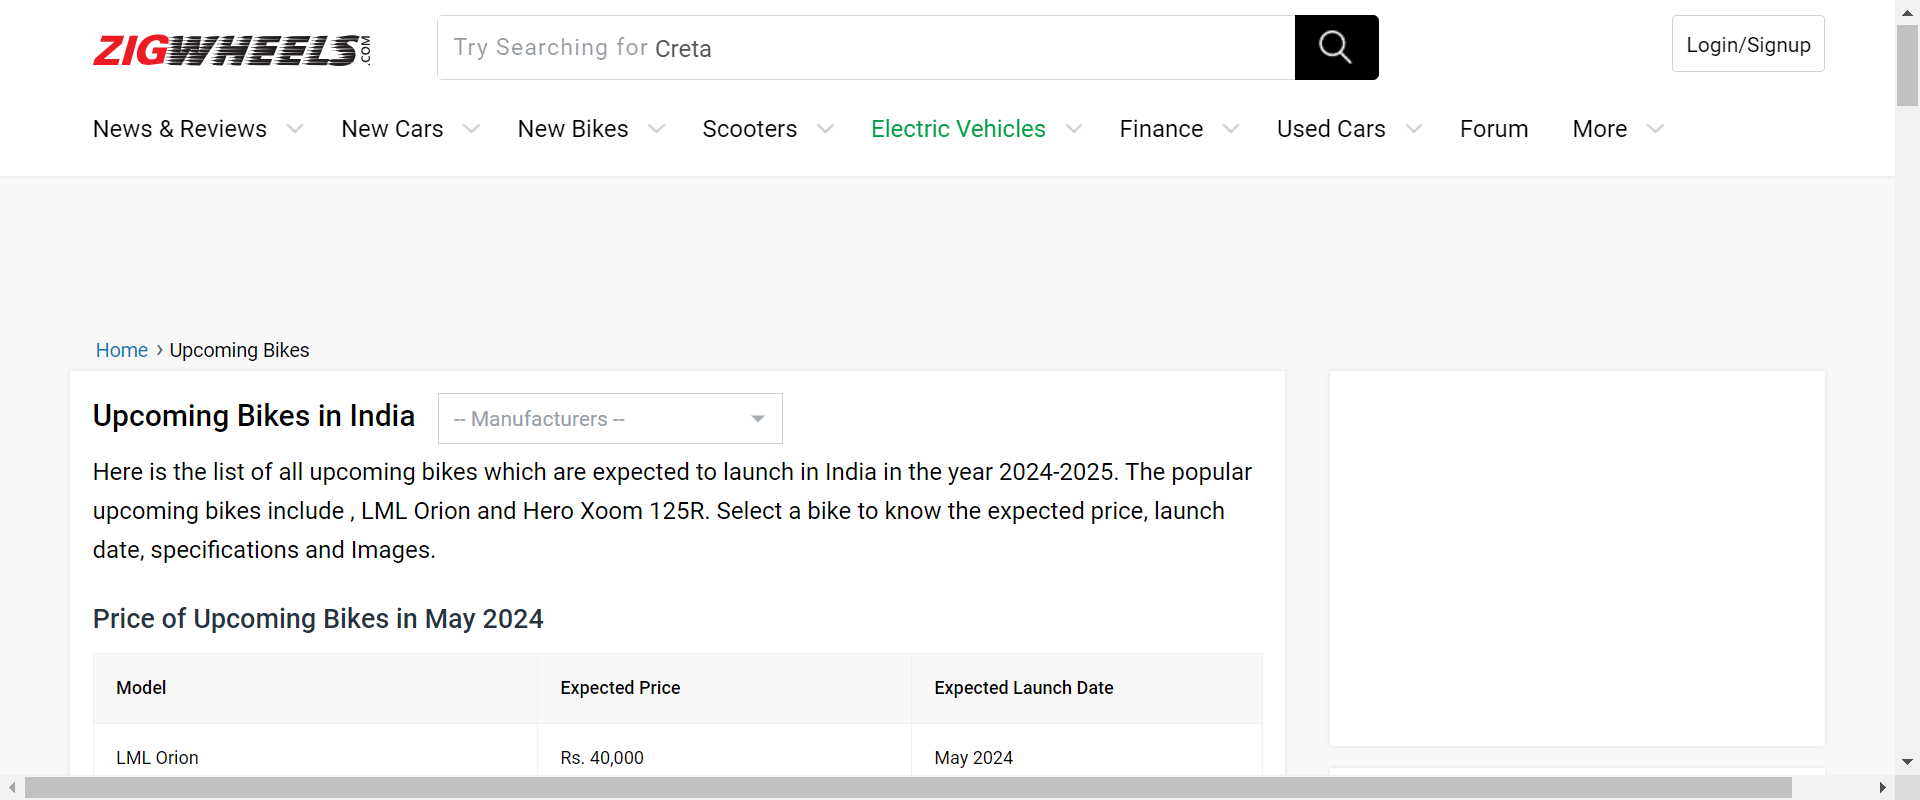 ZIGWHEELS.COM
Try Searching for Creta
Login/Signup
News & Reviews
New Cars
New Bikes
Scooters
Electric Vehicles
Finance
Used Cars
Forum
More
Home › Upcoming Bikes
Upcoming Bikes in India
-- Manufacturers --
Here is the list of all upcoming bikes which are expected to launch in India in the year 2024-2025. The popular
upcoming bikes include , LML Orion and Hero Xoom 125R. Select a bike to know the expected price, launch
date, specifications and Images.
Price of Upcoming Bikes in May 2024
Model
Expected Price
Expected Launch Date
LML Orion
Rs. 40,000
May 2024